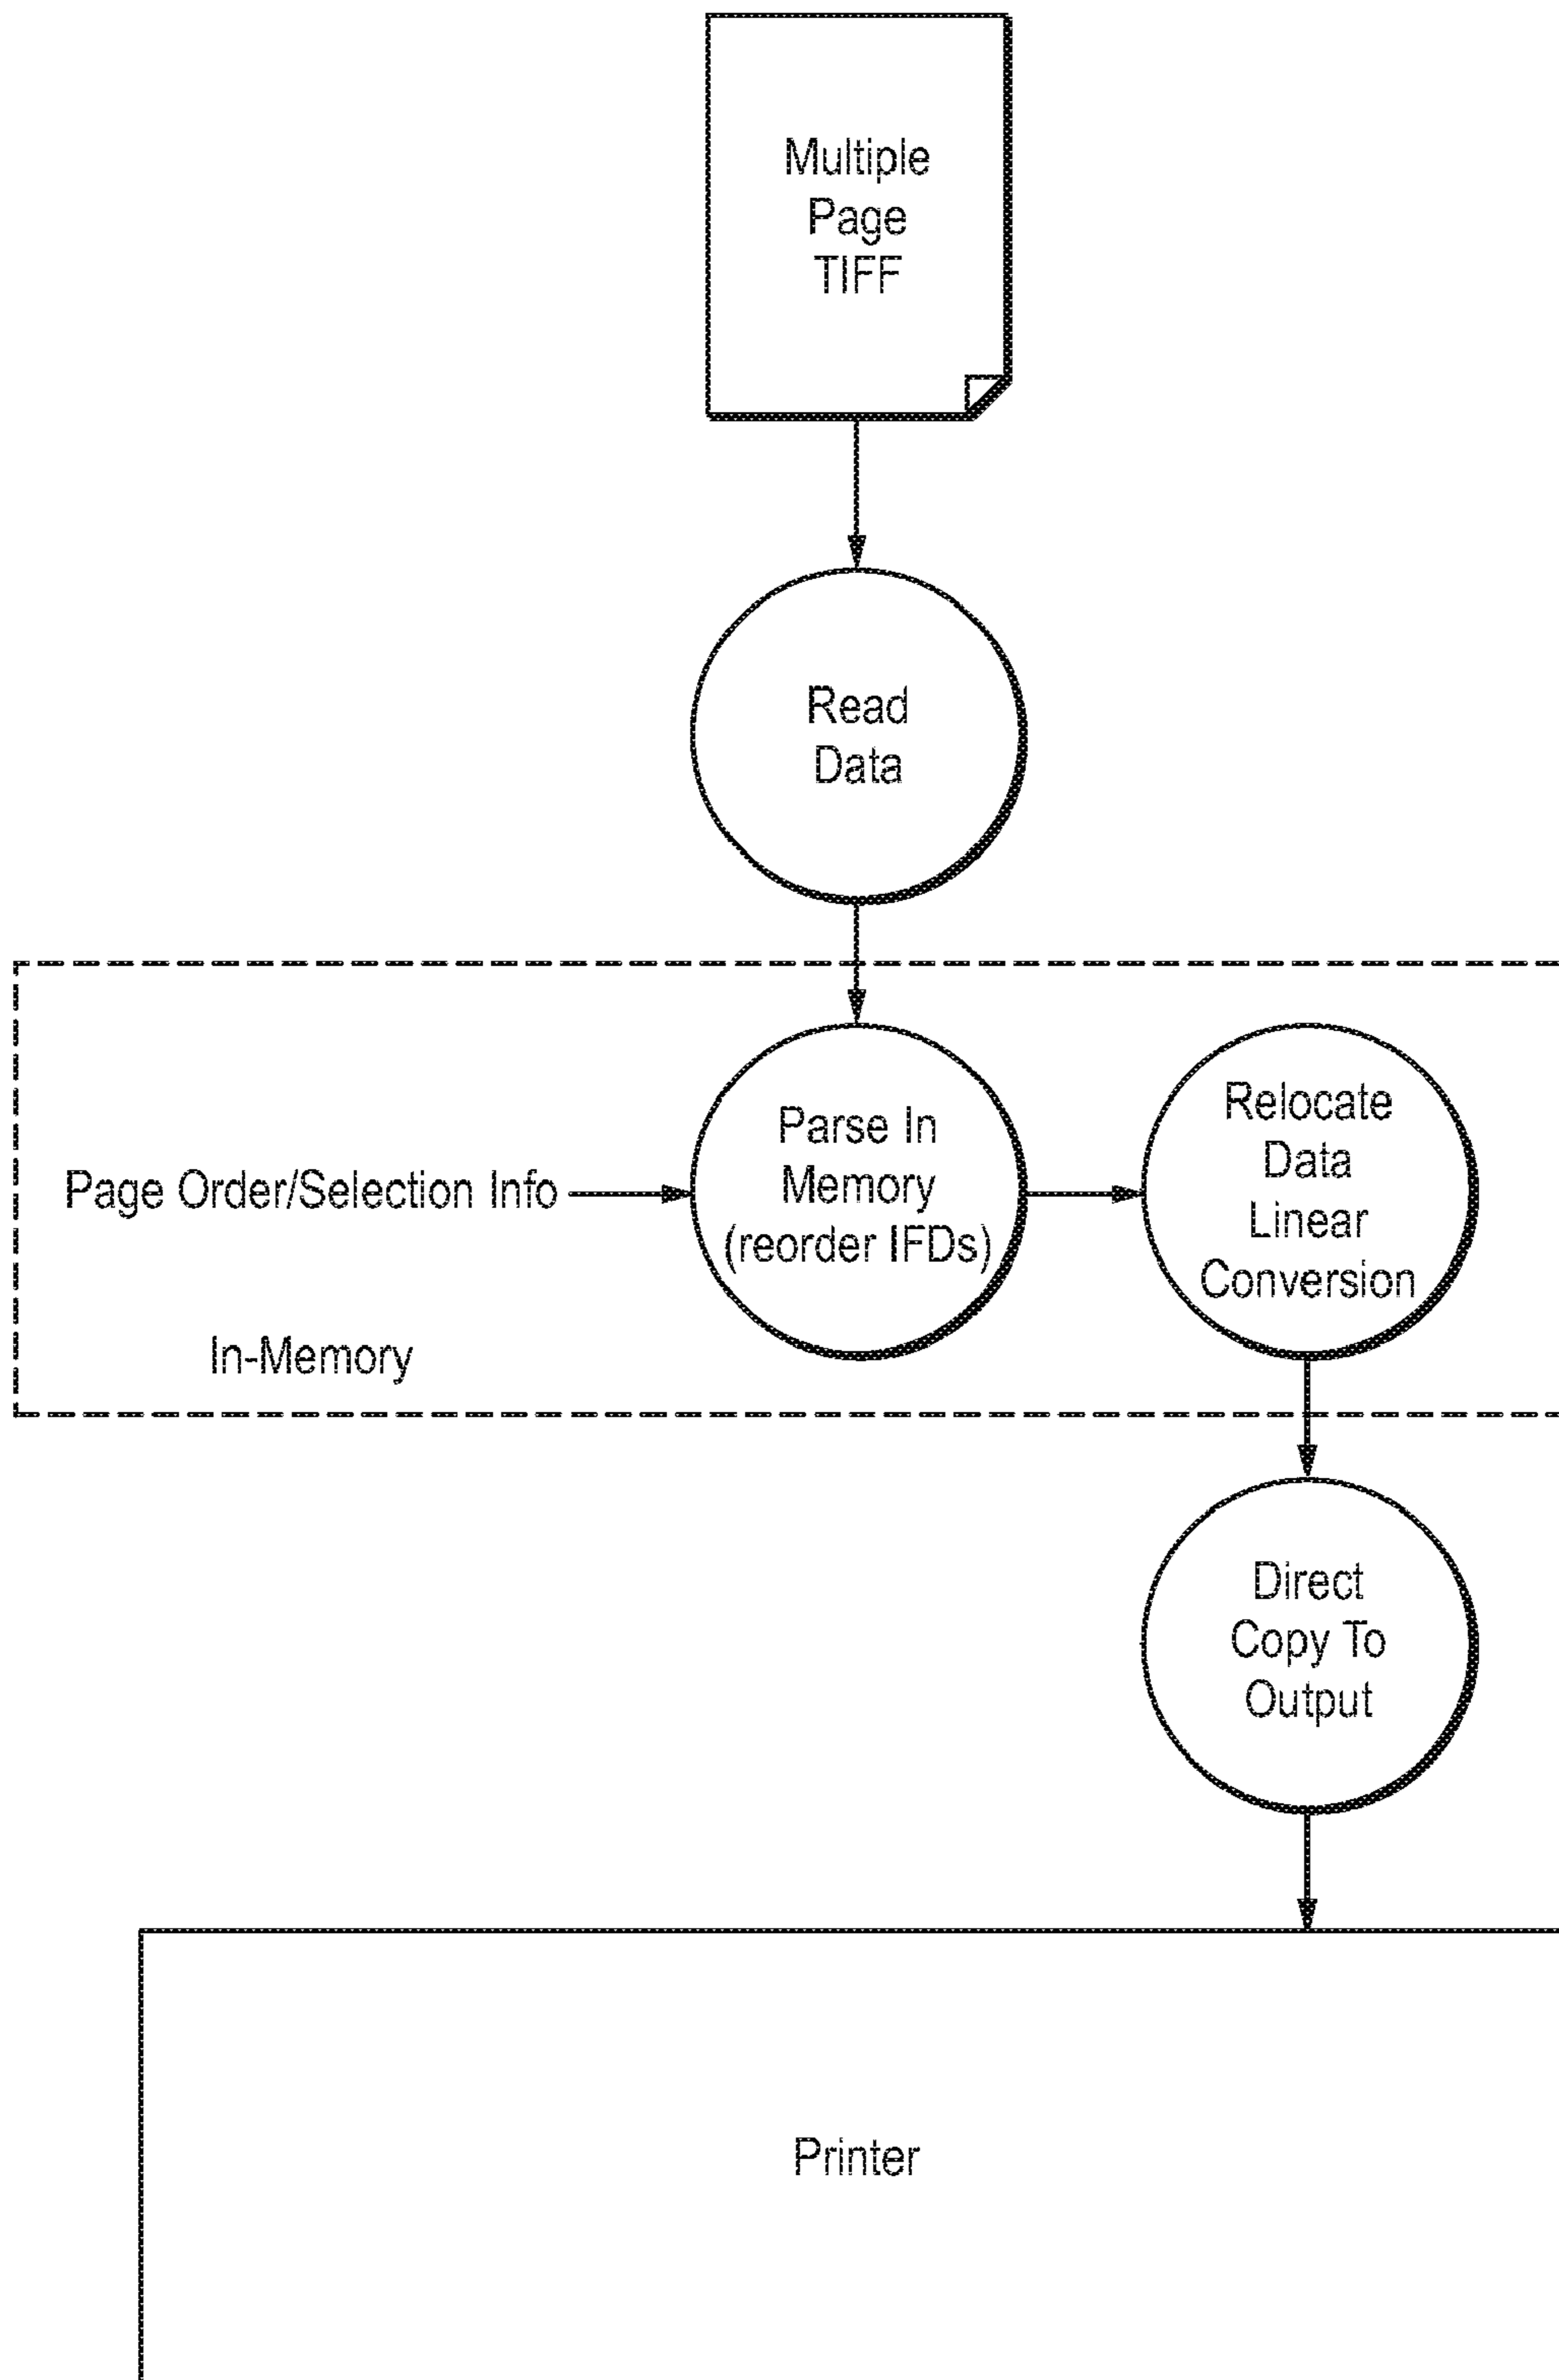 Multiple
Page
TIFF
Read
Data
Page Order/Selection Info
Parse In
Memory
(reorder IFDs)
Relocate
Data
Linear
Conversion
In-Memory
Direct
Copy To
Output
Printer